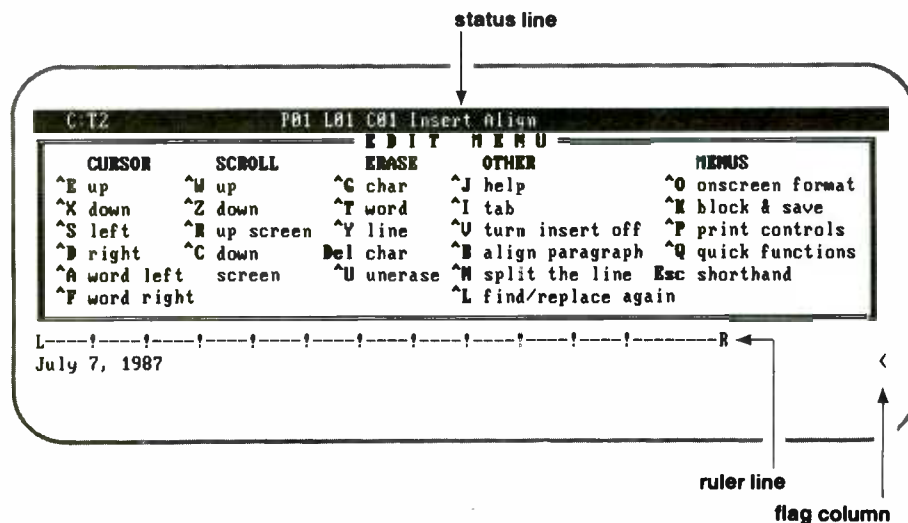 status line
C:T2 P01 L01 C01 Insert Align
E D I T M E N U
CURSOR SCROLL ERASE OTHER MENUS
^E up ^W up ^G char ^J help ^O onscreen format
^X down ^Z down ^T word ^I tab ^K block & save
^S left ^R up screen ^Y line ^V turn insert off ^P print controls
^D right ^C down Del char ^B align paragraph ^Q quick functions
^A word left screen ^U unerase ^N split the line Esc shorthand
^F word right ^L find/replace again
L----!----!----!----!----!----!----!----!----!----!----!--------R
July 7, 1987 <
ruler line
flag column